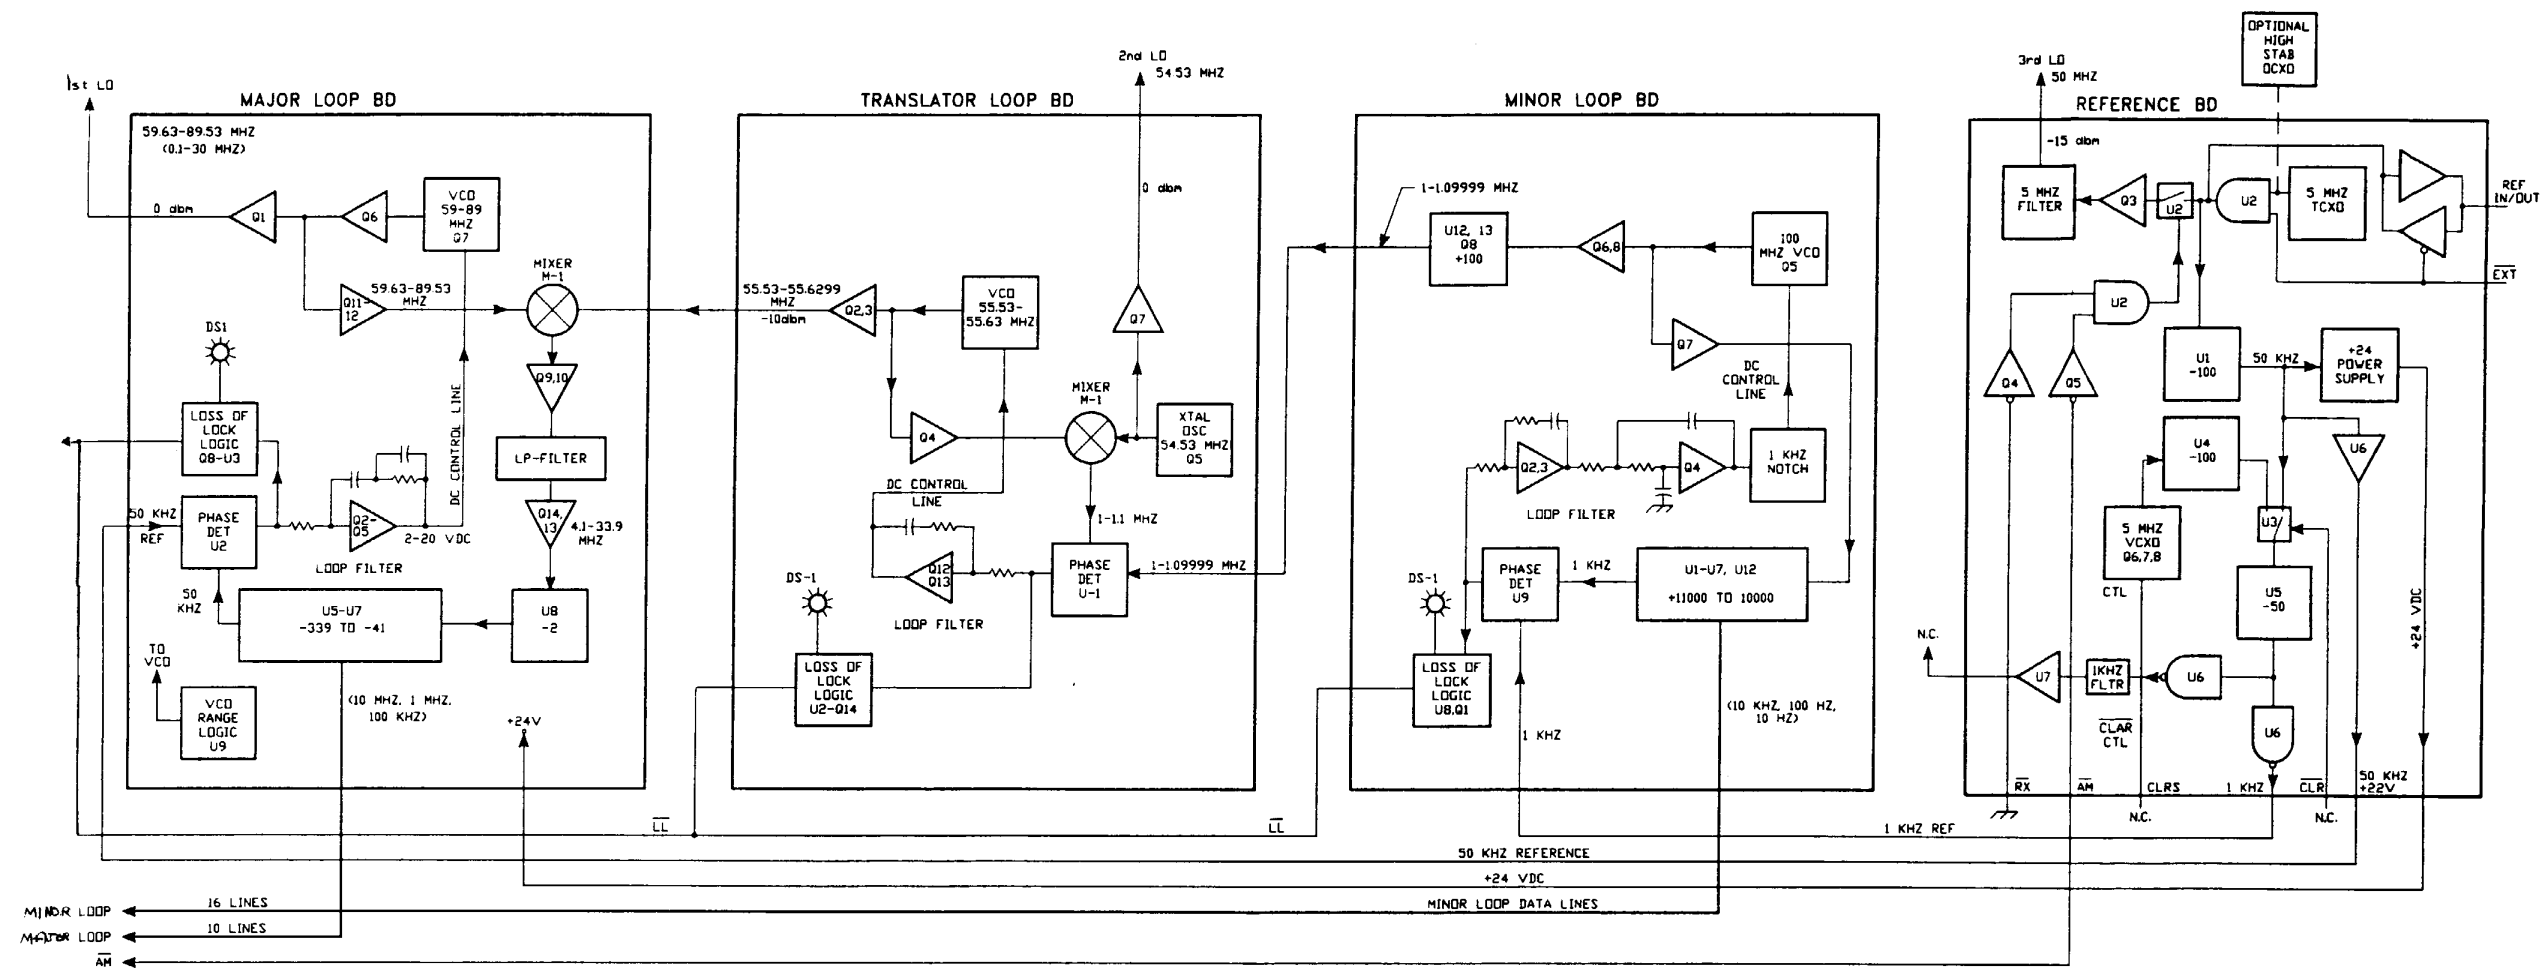 OPTIONAL
HIGH
STAB
OCXO
1st LO
MAJOR LOOP BD
59.63-89.53 MHZ
(0.1-30 MHZ)
0 dbm
Q1
Q6
VCO
59-89
MHZ
Q7
Q11-
12
59.63-89.53
MHZ
MIXER
M-1
DS1
Q9,10
LOSS OF
LOCK
LOGIC
Q8-U3
LP-FILTER
DC CONTROL LINE
50 KHZ
REF
PHASE
DET
U2
Q2-
Q5
2-20 VDC
LOOP FILTER
Q14,
13
4.1-33.9
MHZ
50
KHZ
U5-U7
-339 TO -41
U8
-2
TO
VCO
VCO
RANGE
LOGIC
U9
(10 MHZ, 1 MHZ,
100 KHZ)
+24V
2nd LO
54.53 MHZ
TRANSLATOR LOOP BD
0 dbm
55.53-55.6299
MHZ
-10dbm
Q2,3
VCO
55.53-
55.63 MHZ
Q7
MIXER
M-1
Q4
XTAL
OSC
54.53 MHZ
Q5
DC CONTROL
LINE
1-1.1 MHZ
Q12
Q13
PHASE
DET
U-1
1-1.09999 MHZ
DS-1
LOOP FILTER
LOSS OF
LOCK
LOGIC
U2-Q14
MINOR LOOP BD
1-1.09999 MHZ
U12, 13
Q8
+100
Q6,8
100
MHZ VCO
Q5
Q7
DC
CONTROL
LINE
Q2,3
Q4
1 KHZ
NOTCH
LOOP FILTER
DS-1
PHASE
DET
U9
1 KHZ
U1-U7, U12
+11000 TO 10000
LOSS OF
LOCK
LOGIC
U8,Q1
1 KHZ
(10 KHZ, 100 HZ,
10 HZ)
3rd LO
50 MHZ
REFERENCE BD
-15 dbm
5 MHZ
FILTER
Q3
U2
U2
5 MHZ
TCXO
REF
IN/OUT
EXT
U2
Q4
Q5
U1
-100
50 KHZ
+24
POWER
SUPPLY
U4
-100
U6
5 MHZ
VCXO
Q6,7,8
U3
CTL
U5
-50
+24 VDC
N.C.
U7
1KHZ
FLTR
U6
CLAR
CTL
U6
RX
AM
CLRS
1 KHZ
CLR
50 KHZ
+22V
N.C.
N.C.
LL
LL
1 KHZ REF
50 KHZ REFERENCE
+24 VDC
MINOR LOOP
16 LINES
MINOR LOOP DATA LINES
MAJOR LOOP
10 LINES
AM